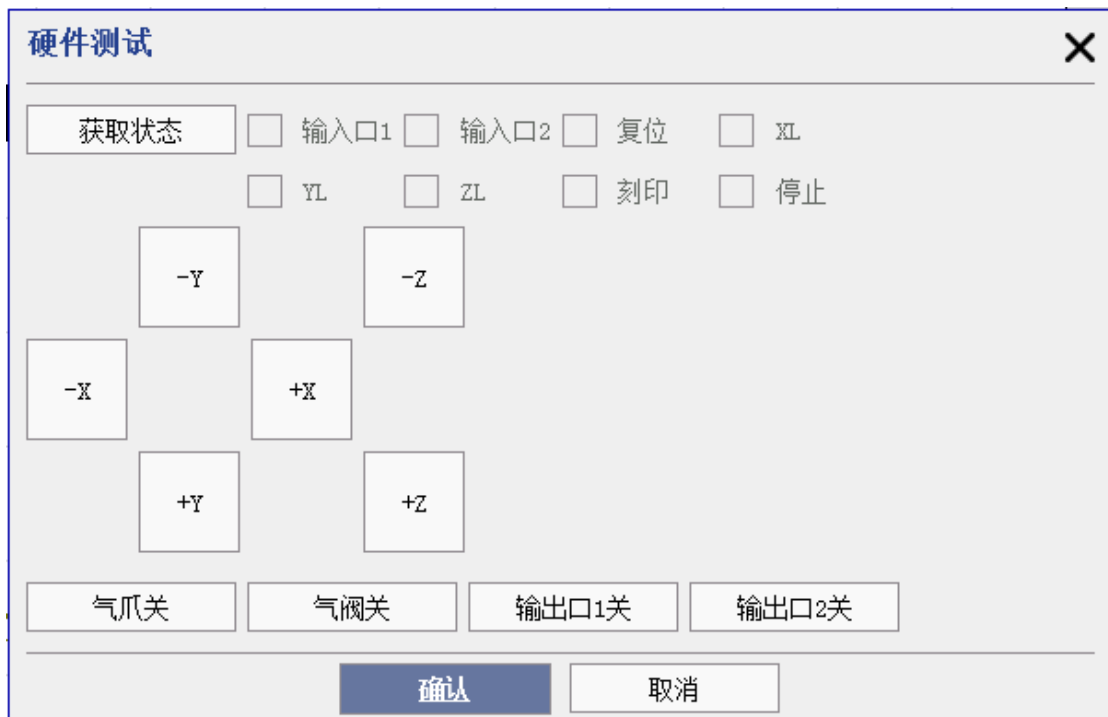 硬件测试
获取状态 输入口1 输入口2 复位 XL
YL ZL 刻印 停止
-Y -Z
-X +X
+Y +Z
气爪关 气阀关 输出口1关 输出口2关
确认 取消